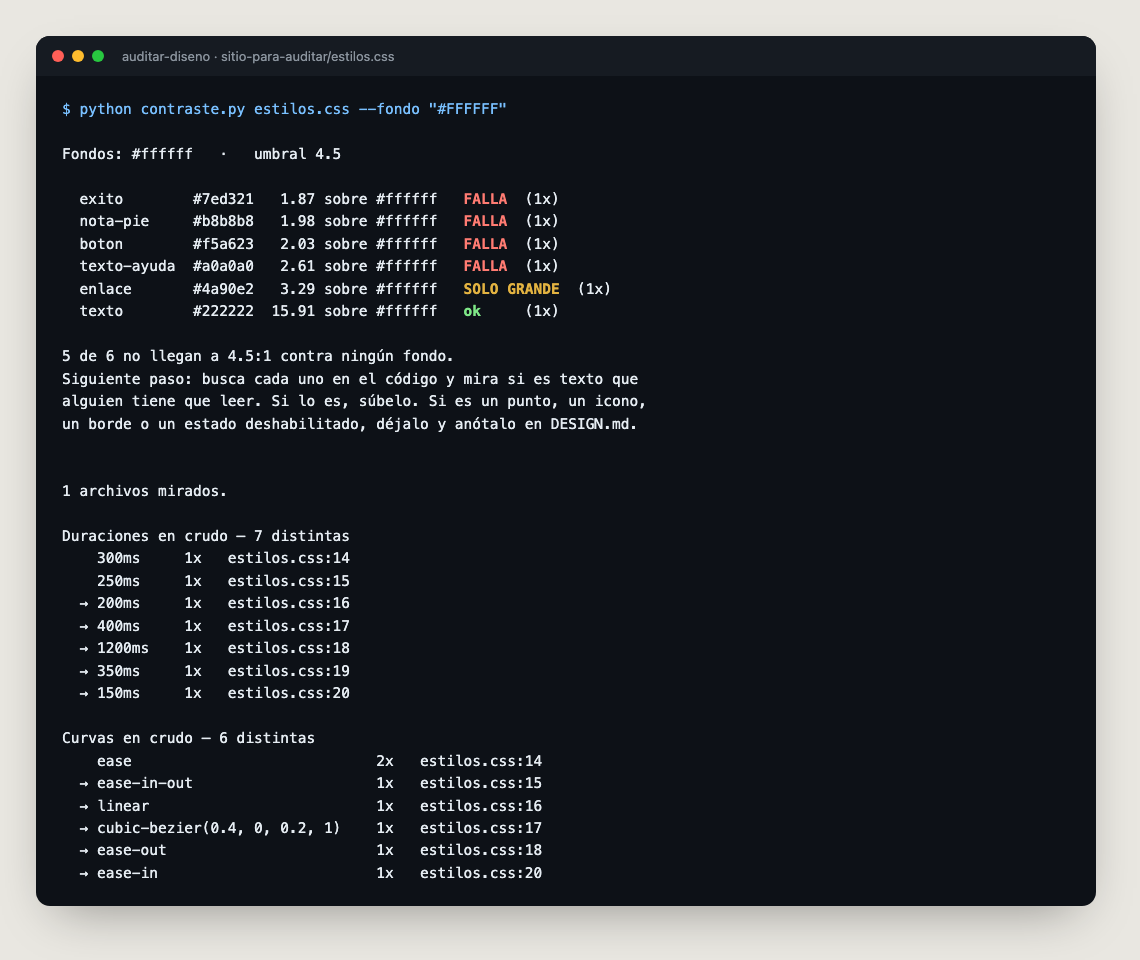 auditar-diseno · sitio-para-auditar/estilos.css
$ python contraste.py estilos.css --fondo "#FFFFFF"
Fondos: #ffffff   ·   umbral 4.5
exito        #7ed321   1.87 sobre #ffffff   FALLA  (1x)
nota-pie     #b8b8b8   1.98 sobre #ffffff   FALLA  (1x)
boton        #f5a623   2.03 sobre #ffffff   FALLA  (1x)
texto-ayuda  #a0a0a0   2.61 sobre #ffffff   FALLA  (1x)
enlace       #4a90e2   3.29 sobre #ffffff   SOLO GRANDE  (1x)
texto        #222222  15.91 sobre #ffffff   ok     (1x)
5 de 6 no llegan a 4.5:1 contra ningún fondo.
Siguiente paso: busca cada uno en el código y mira si es texto que
alguien tiene que leer. Si lo es, súbelo. Si es un punto, un icono,
un borde o un estado deshabilitado, déjalo y anótalo en DESIGN.md.
1 archivos mirados.
Duraciones en crudo — 7 distintas
300ms     1x   estilos.css:14
250ms     1x   estilos.css:15
→ 200ms     1x   estilos.css:16
→ 400ms     1x   estilos.css:17
→ 1200ms    1x   estilos.css:18
→ 350ms     1x   estilos.css:19
→ 150ms     1x   estilos.css:20
Curvas en crudo — 6 distintas
ease                            2x   estilos.css:14
→ ease-in-out                     1x   estilos.css:15
→ linear                          1x   estilos.css:16
→ cubic-bezier(0.4, 0, 0.2, 1)    1x   estilos.css:17
→ ease-out                        1x   estilos.css:18
→ ease-in                         1x   estilos.css:20